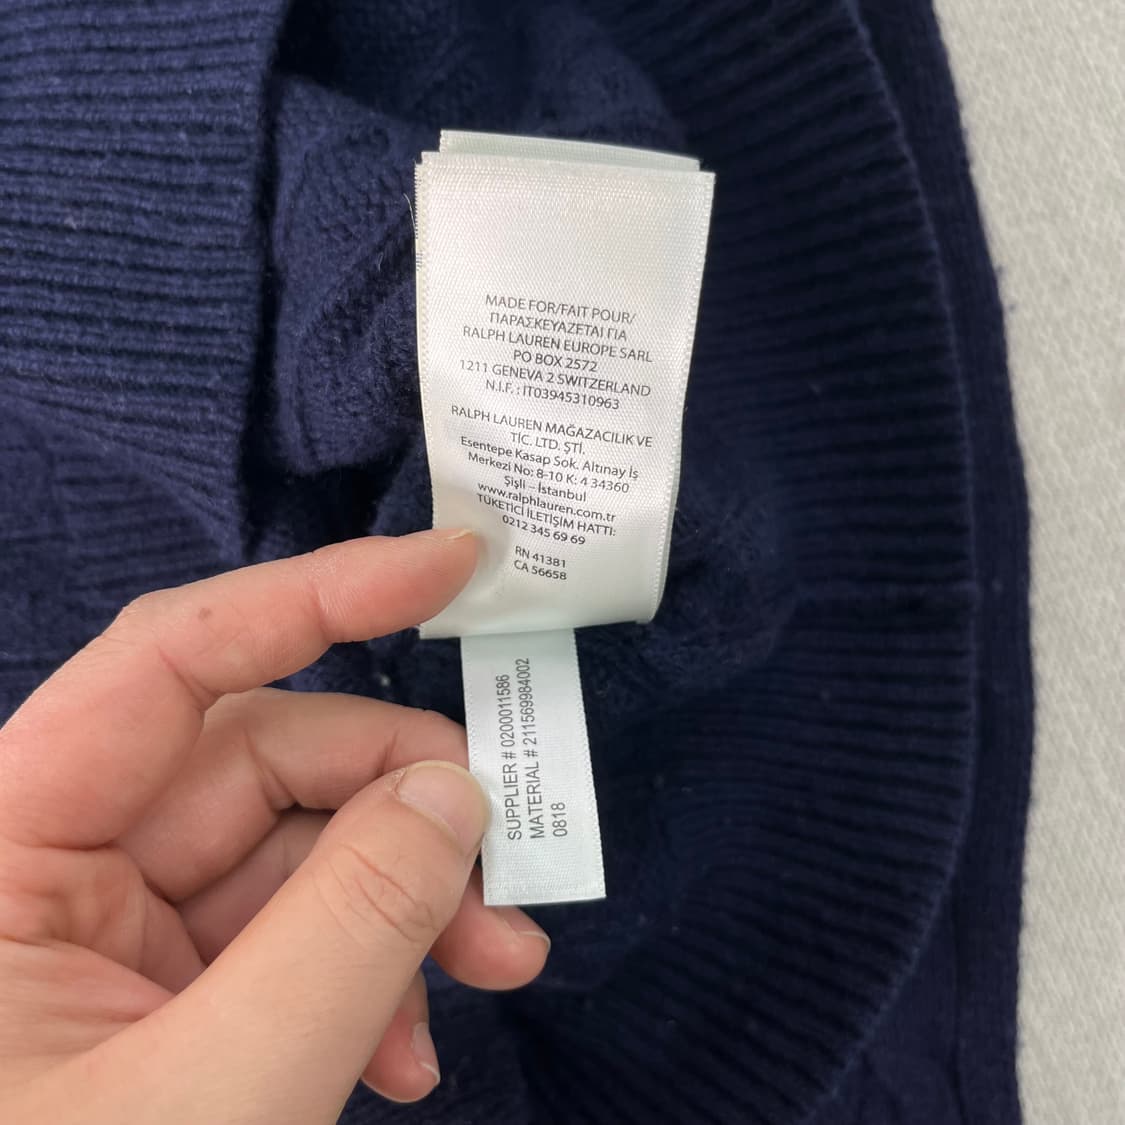 MADE FOR/FAIT POUR/
ΠΑΡΑΣΚΕΥΑΖΕΤΑΙ ΓΙΑ
RALPH LAUREN EUROPE SARL
PO BOX 2572
1211 GENEVA 2 SWITZERLAND
N.I.F. : IT03945310963
RALPH LAUREN MAĞAZACILIK VE
TİC. LTD. ŞTİ.
Esentepe Kasap Sok. Altınay İş
Merkezi No: 8-10 K: 4 34360
Şişli – İstanbul
www.ralphlauren.com.tr
TÜKETİCİ İLETİŞİM HATTI:
0212 345 69 69
RN 41381
CA 56658
SUPPLIER # 0200011586
MATERIAL # 211569984002
0818